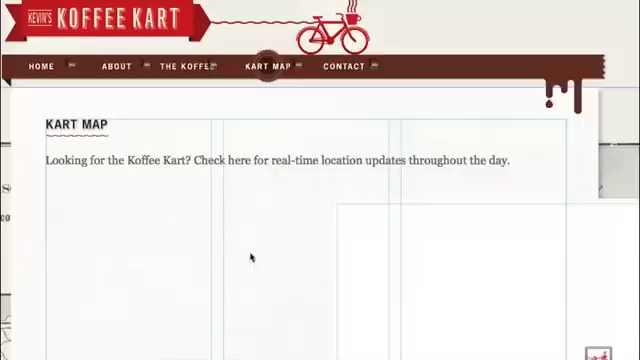 KEVIN'S KOFFEE KART
HOME ABOUT THE KOFFEE KART MAP CONTACT
KART MAP
Looking for the Koffee Kart? Check here for real-time location updates throughout the day.